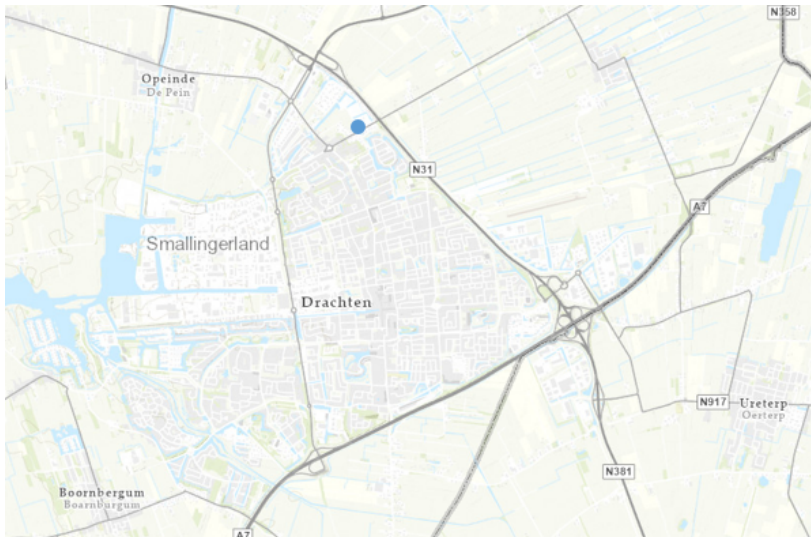 N358
Opeinde
De Pein
N31
A7
Smallingerland
Drachten
N917
Ureterp
Oerterp
N381
Boornbergum
Boarnburgum
A7